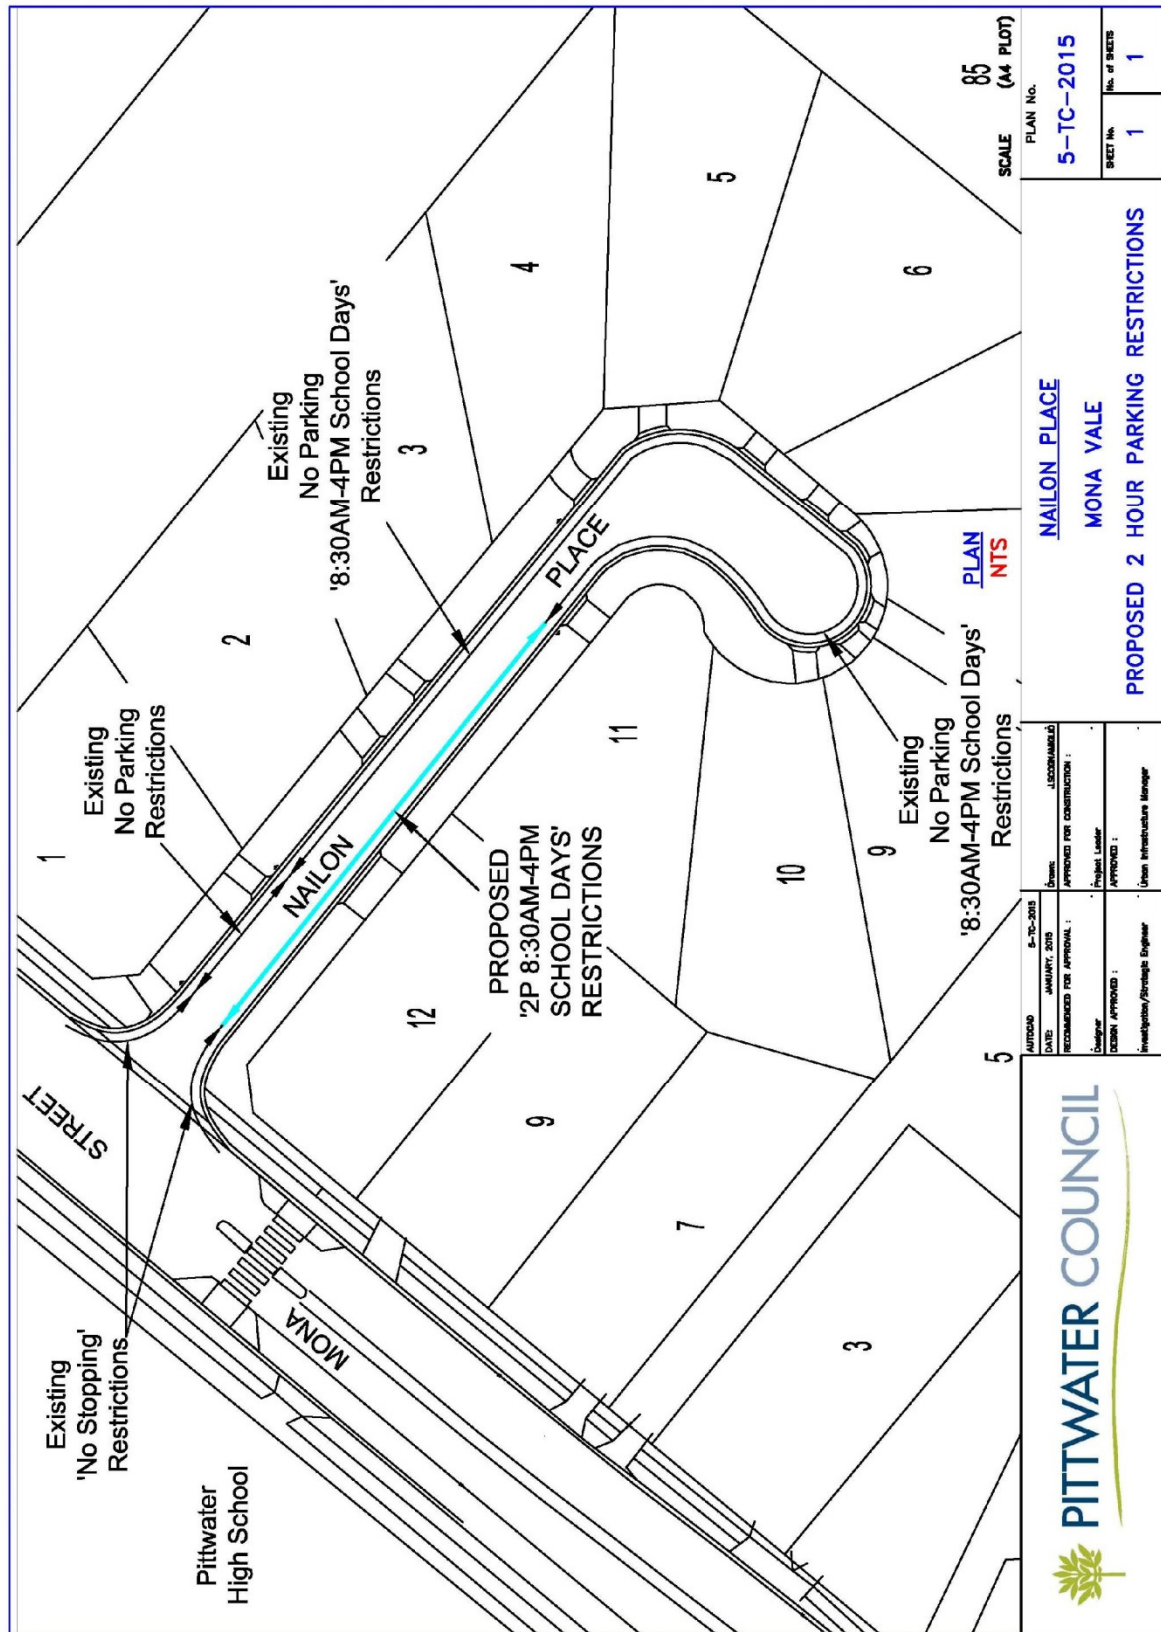 Pittwater
High School
Existing
'No Stopping'
Restrictions
STREET
MONA
Existing
No Parking
Restrictions
Existing
No Parking
'8:30AM-4PM School Days'
Restrictions
NAILON
PLACE
PROPOSED
'2P 8:30AM-4PM
SCHOOL DAYS'
RESTRICTIONS
Existing
No Parking
'8:30AM-4PM School Days'
Restrictions
1
2
3
4
5
6
9
10
11
12
9
7
3
5
85
SCALE (A4 PLOT)
PLAN
NTS
PITTWATER COUNCIL
AUTOCAD 5-TC-2015
DATE: JANUARY, 2015
Drawn:
RECOMMENDED FOR APPROVAL :
APPROVED FOR CONSTRUCTION :
Designer
Project Leader
DESIGN APPROVED :
APPROVED :
Investigation/Strategic Engineer
Urban Infrastructure Manager
NAILON PLACE
MONA VALE
PROPOSED 2 HOUR PARKING RESTRICTIONS
PLAN No.
5-TC-2015
SHEET No. No. of SHEETS
1 1